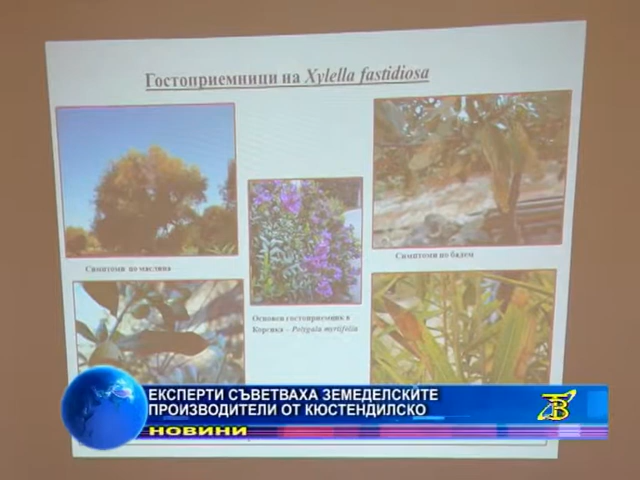 Гостоприемници на Xylella fastidiosa
Симптоми по маслина
Симптоми по бадем
Основен гостоприемник в
Корсика – Polygala myrtifolia
ЕКСПЕРТИ СЪВЕТВАХА ЗЕМЕДЕЛСКИТЕ
ПРОИЗВОДИТЕЛИ ОТ КЮСТЕНДИЛСКО
НОВИНИ